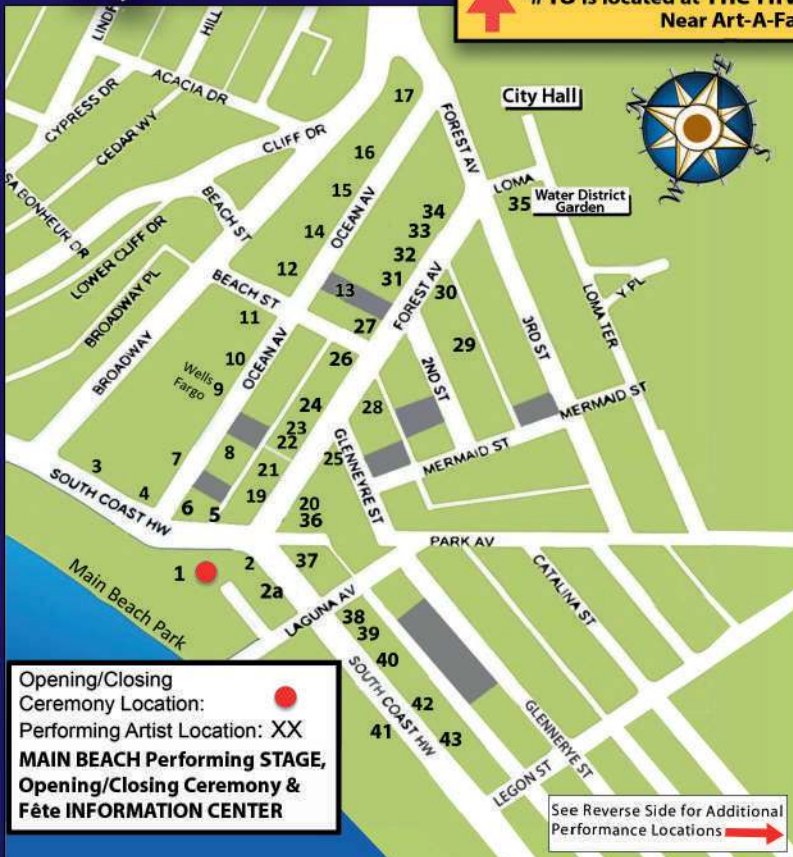 is located at THE
Near Art-A-Fa
City Hall
N
E
S
W
HILL
ACACIA DR
CYPRESS DR
CEDAR WY
CLIFF DR
BEACH ST
LOWER CLIFF DR
BROADWAY PL
BROADWAY
BEACH ST
OCEAN AV
OCEAN AV
FOREST AV
FOREST AV
LOMA
Water District
Garden
LOMA TER
Y PL
3RD ST
2ND ST
MERMAID ST
MERMAID ST
GLENNEYRE ST
PARK AV
CATALINA ST
LAGUNA AV
SOUTH COAST HW
SOUTH COAST HW
GLENNERYE ST
LEGON ST
Main Beach Park
Wells
Fargo
17
16
15
14
12
13
11
10
9
34
33
32
31
30
35
27
26
29
28
24
23
22
25
21
8
7
19
20
36
3
4
6
5
1
2
2a
37
38
39
40
42
41
43
Opening/Closing
Ceremony Location:
Performing Artist Location: XX
MAIN BEACH Performing STAGE,
Opening/Closing Ceremony &
Fête INFORMATION CENTER
See Reverse Side for Additional
Performance Locations